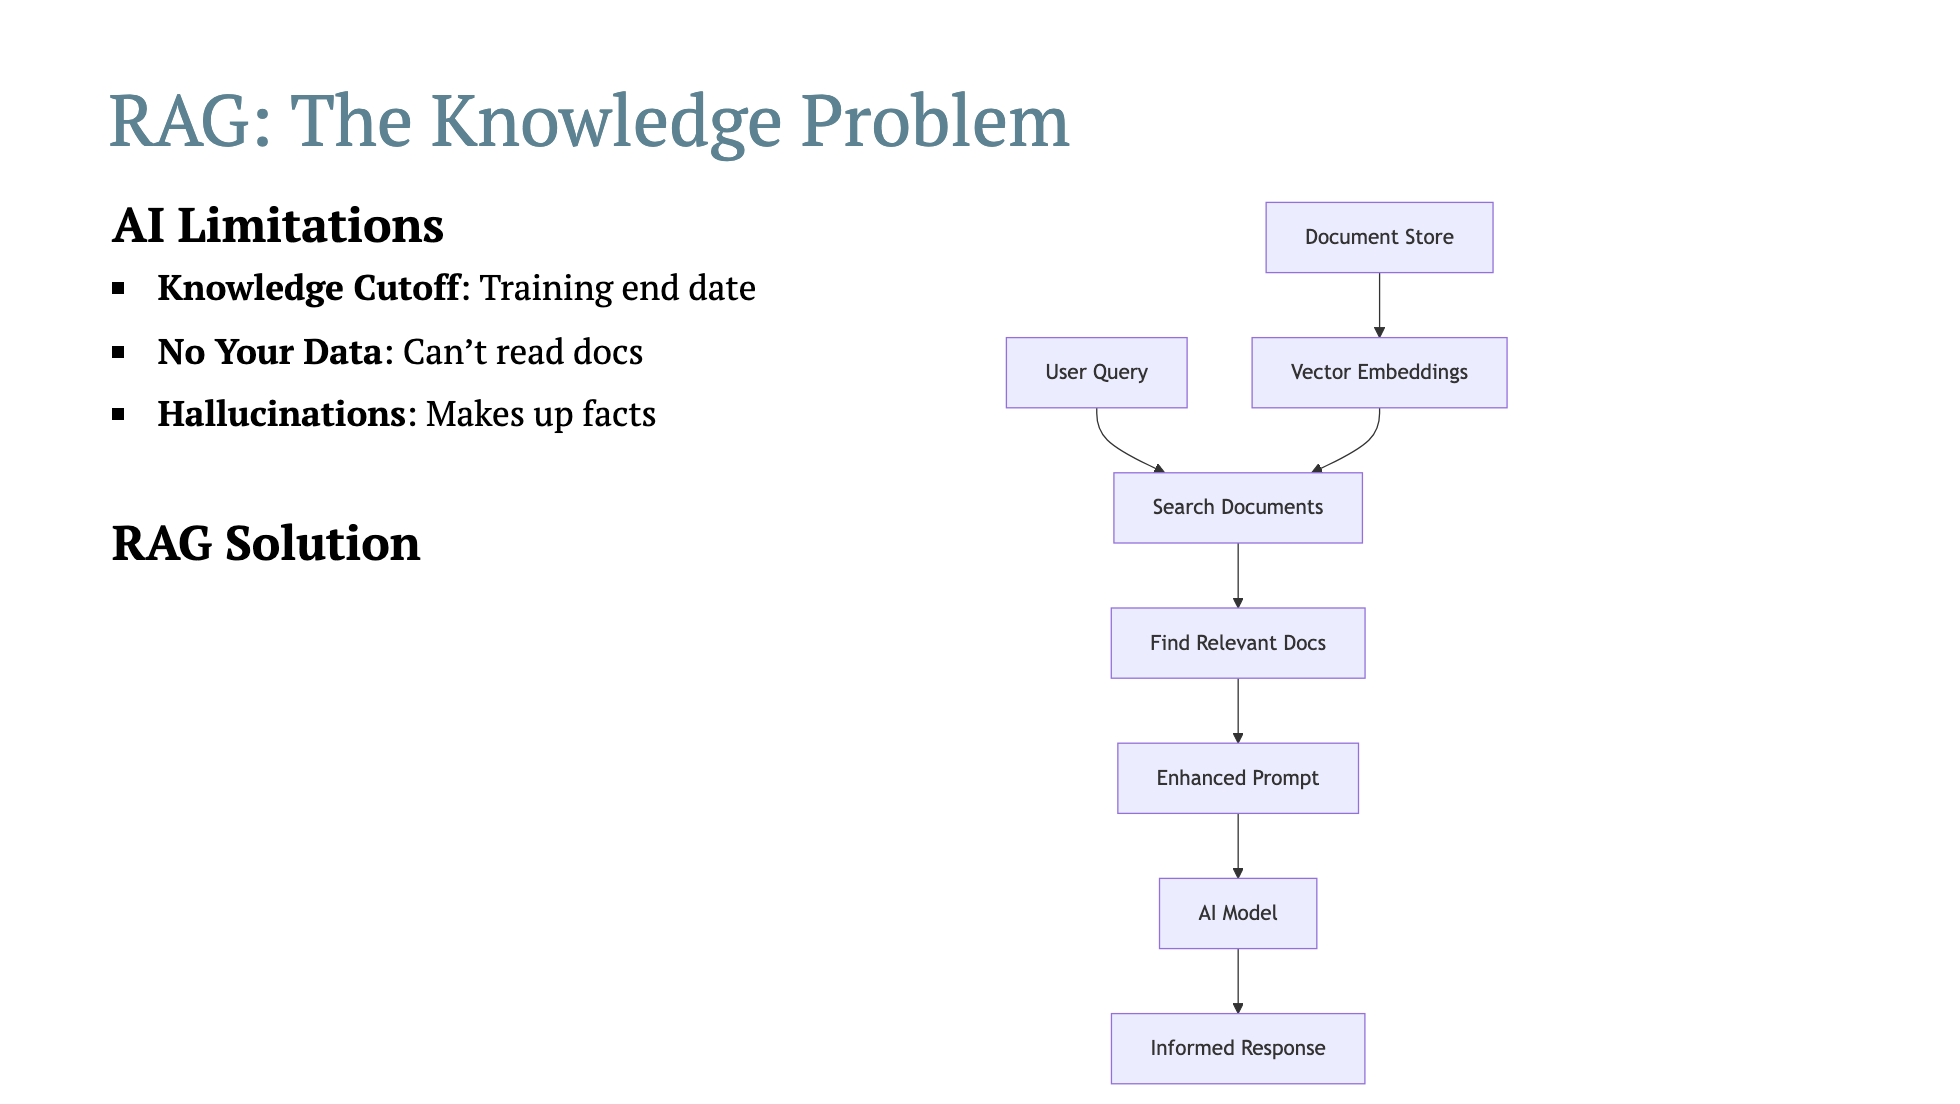 RAG: The Knowledge Problem
AI Limitations
Knowledge Cutoff: Training end date
No Your Data: Can’t read docs
Hallucinations: Makes up facts
RAG Solution
Document Store
User Query
Vector Embeddings
Search Documents
Find Relevant Docs
Enhanced Prompt
AI Model
Informed Response